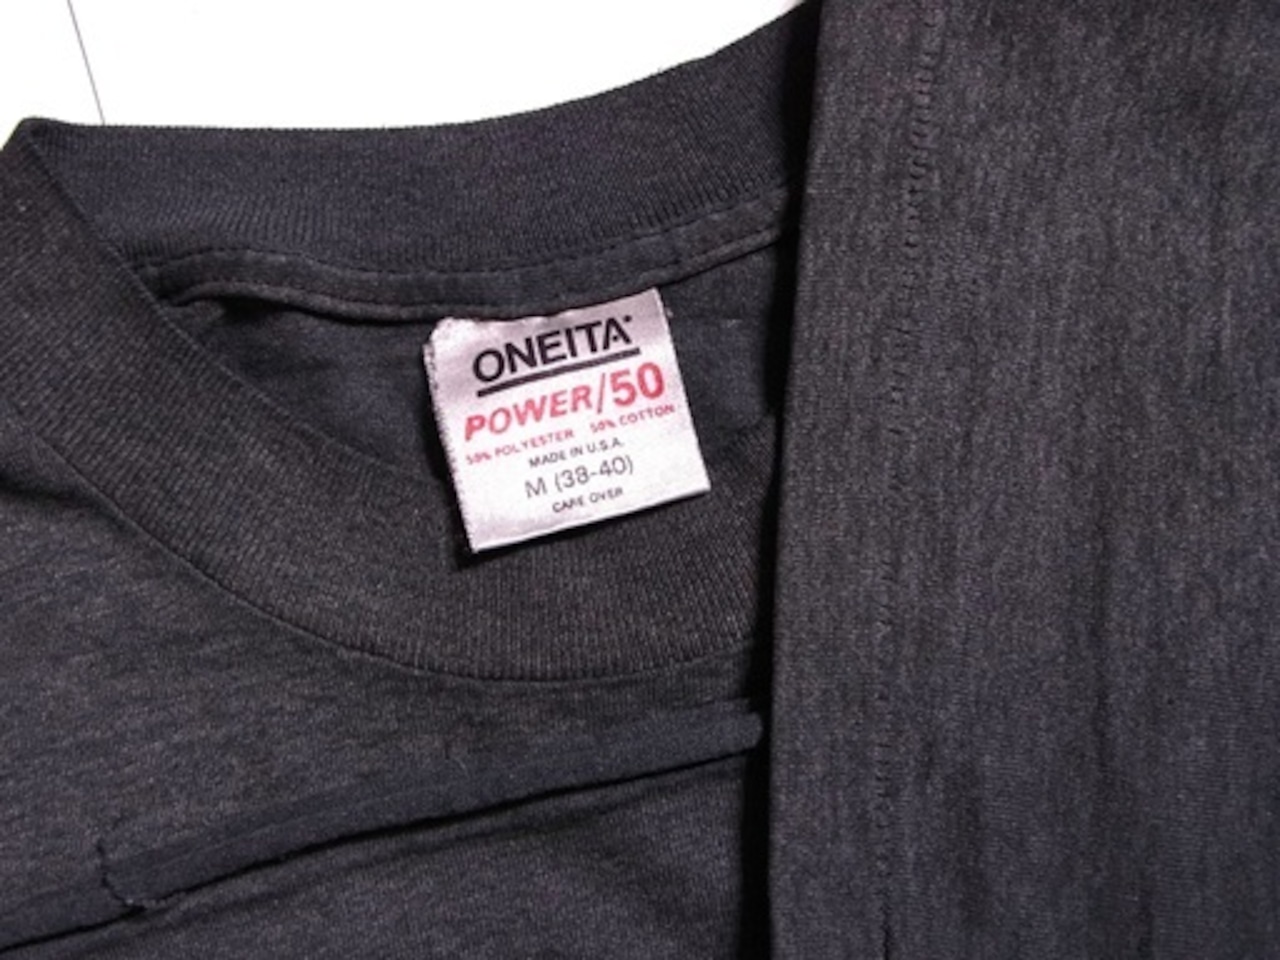 ONEITA®
POWER/50
50% POLYESTER 50% COTTON
MADE IN U.S.A.
M (38-40)
CARE OVER